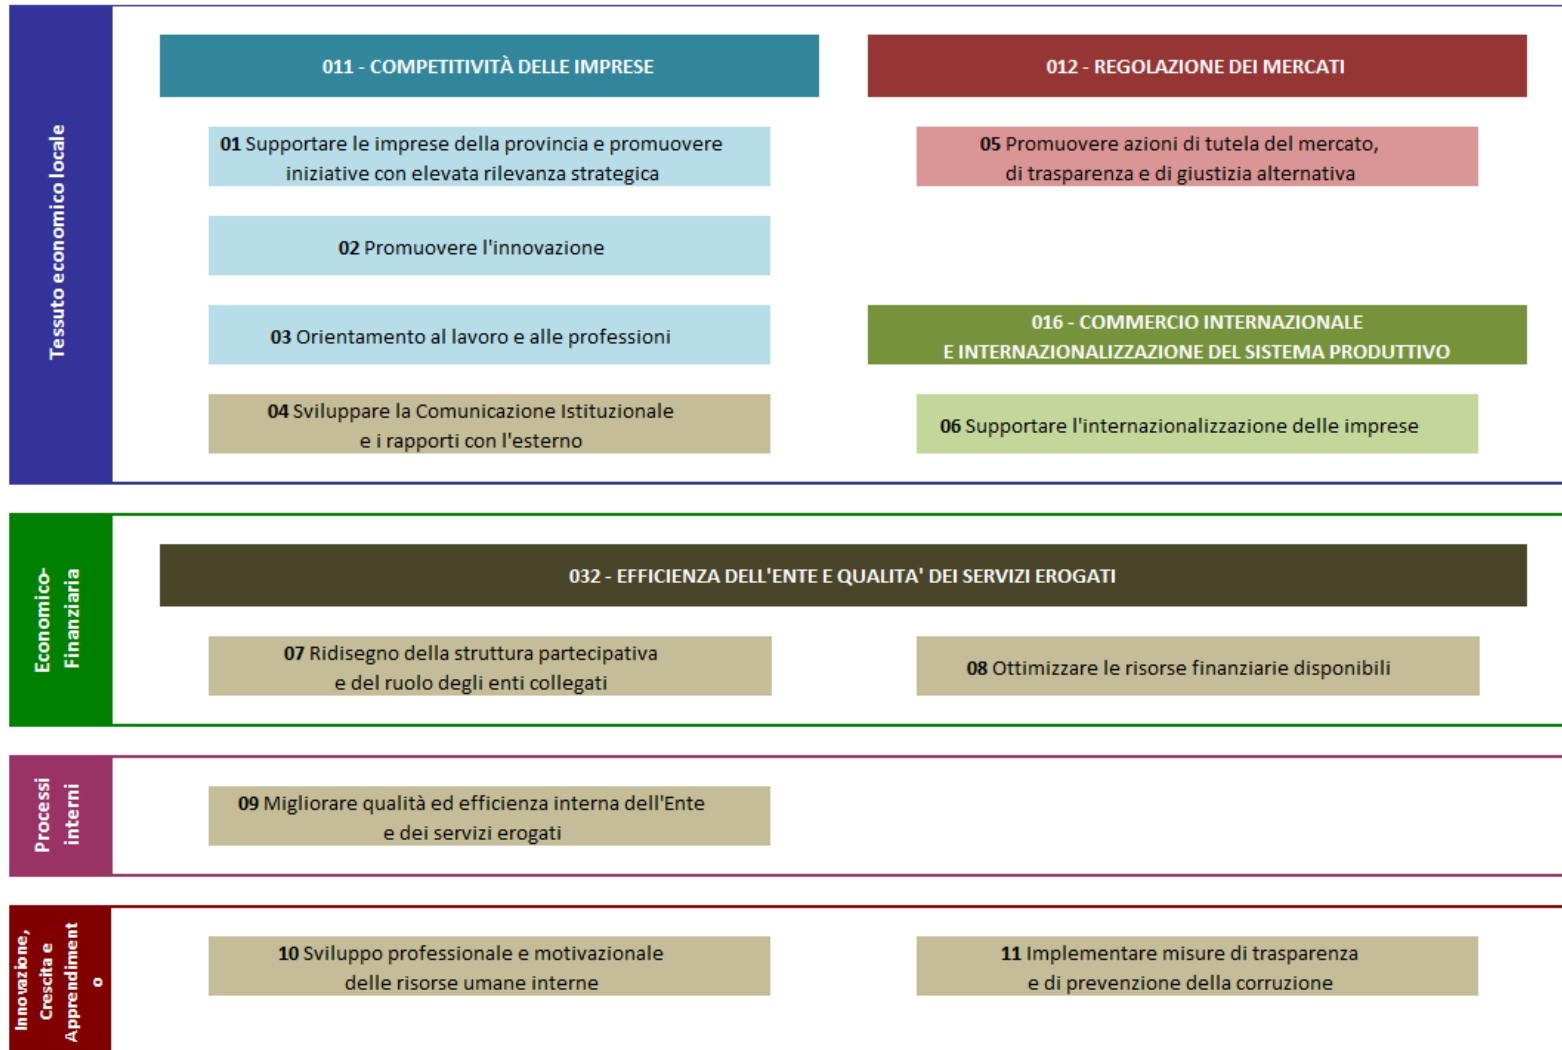 Tessuto economico locale
011 - COMPETITIVITÀ DELLE IMPRESE
01 Supportare le imprese della provincia e promuovere
iniziative con elevata rilevanza strategica
02 Promuovere l'innovazione
03 Orientamento al lavoro e alle professioni
04 Sviluppare la Comunicazione Istituzionale
e i rapporti con l'esterno
012 - REGOLAZIONE DEI MERCATI
05 Promuovere azioni di tutela del mercato,
di trasparenza e di giustizia alternativa
016 - COMMERCIO INTERNAZIONALE
E INTERNAZIONALIZZAZIONE DEL SISTEMA PRODUTTIVO
06 Supportare l'internazionalizzazione delle imprese
Economico-
Finanziaria
032 - EFFICIENZA DELL'ENTE E QUALITA' DEI SERVIZI EROGATI
07 Ridisegno della struttura partecipativa
e del ruolo degli enti collegati
08 Ottimizzare le risorse finanziarie disponibili
Processi
interni
09 Migliorare qualità ed efficienza interna dell'Ente
e dei servizi erogati
Innovazione,
Crescita e
Apprendiment
o
10 Sviluppo professionale e motivazionale
delle risorse umane interne
11 Implementare misure di trasparenza
e di prevenzione della corruzione